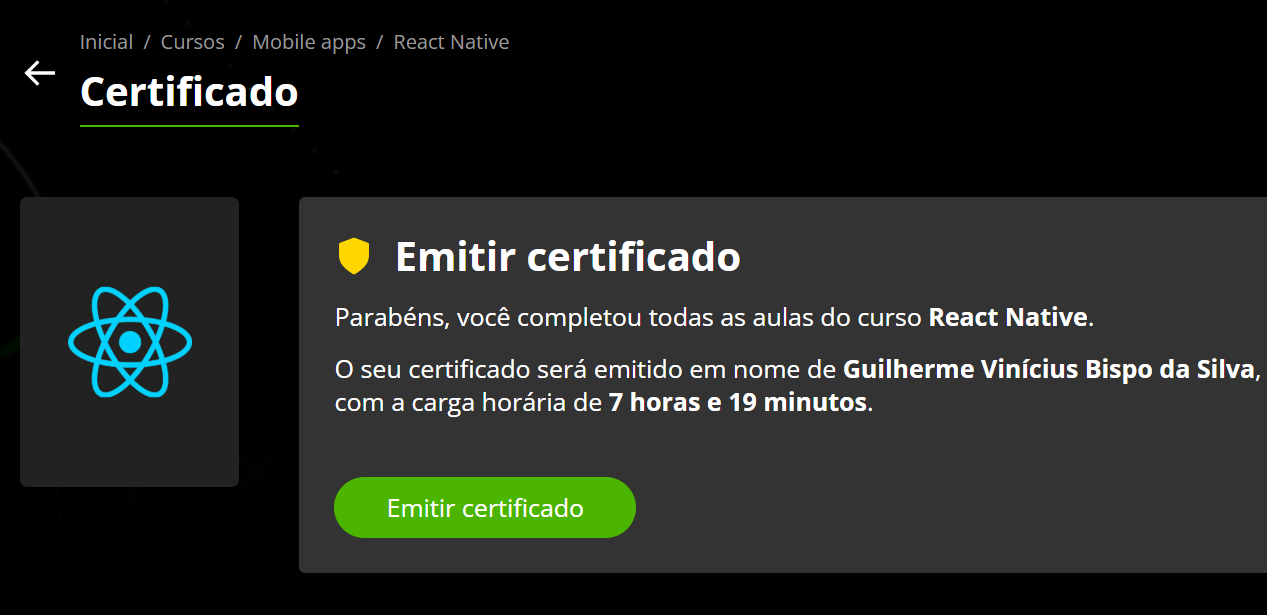 Inicial / Cursos / Mobile apps / React Native
Certificado
Emitir certificado
Parabéns, você completou todas as aulas do curso React Native.
O seu certificado será emitido em nome de Guilherme Vinícius Bispo da Silva,
com a carga horária de 7 horas e 19 minutos.
Emitir certificado